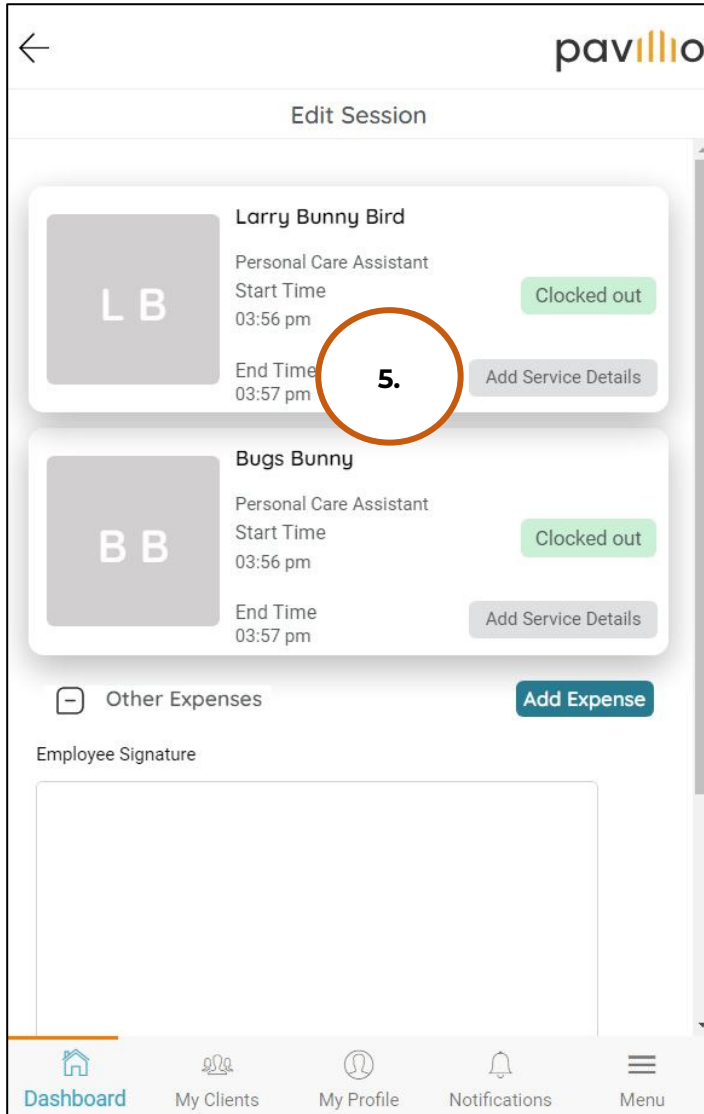 pavillio
Edit Session
Larry Bunny Bird
Personal Care Assistant
Start Time
03:56 pm
Clocked out
L B
End Time
03:57 pm
5.
Add Service Details
Bugs Bunny
Personal Care Assistant
Start Time
03:56 pm
Clocked out
B B
End Time
03:57 pm
Add Service Details
Other Expenses
Add Expense
Employee Signature
Dashboard
My Clients
My Profile
Notifications
Menu